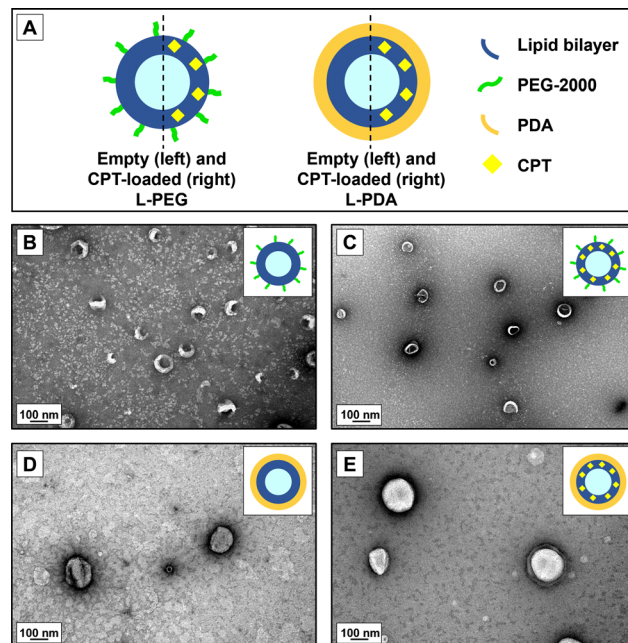 A
Empty (left) and
CPT-loaded (right)
L-PEG
Empty (left) and
CPT-loaded (right)
L-PDA
Lipid bilayer
PEG-2000
PDA
CPT
B
100 nm
C
100 nm
D
100 nm
E
100 nm